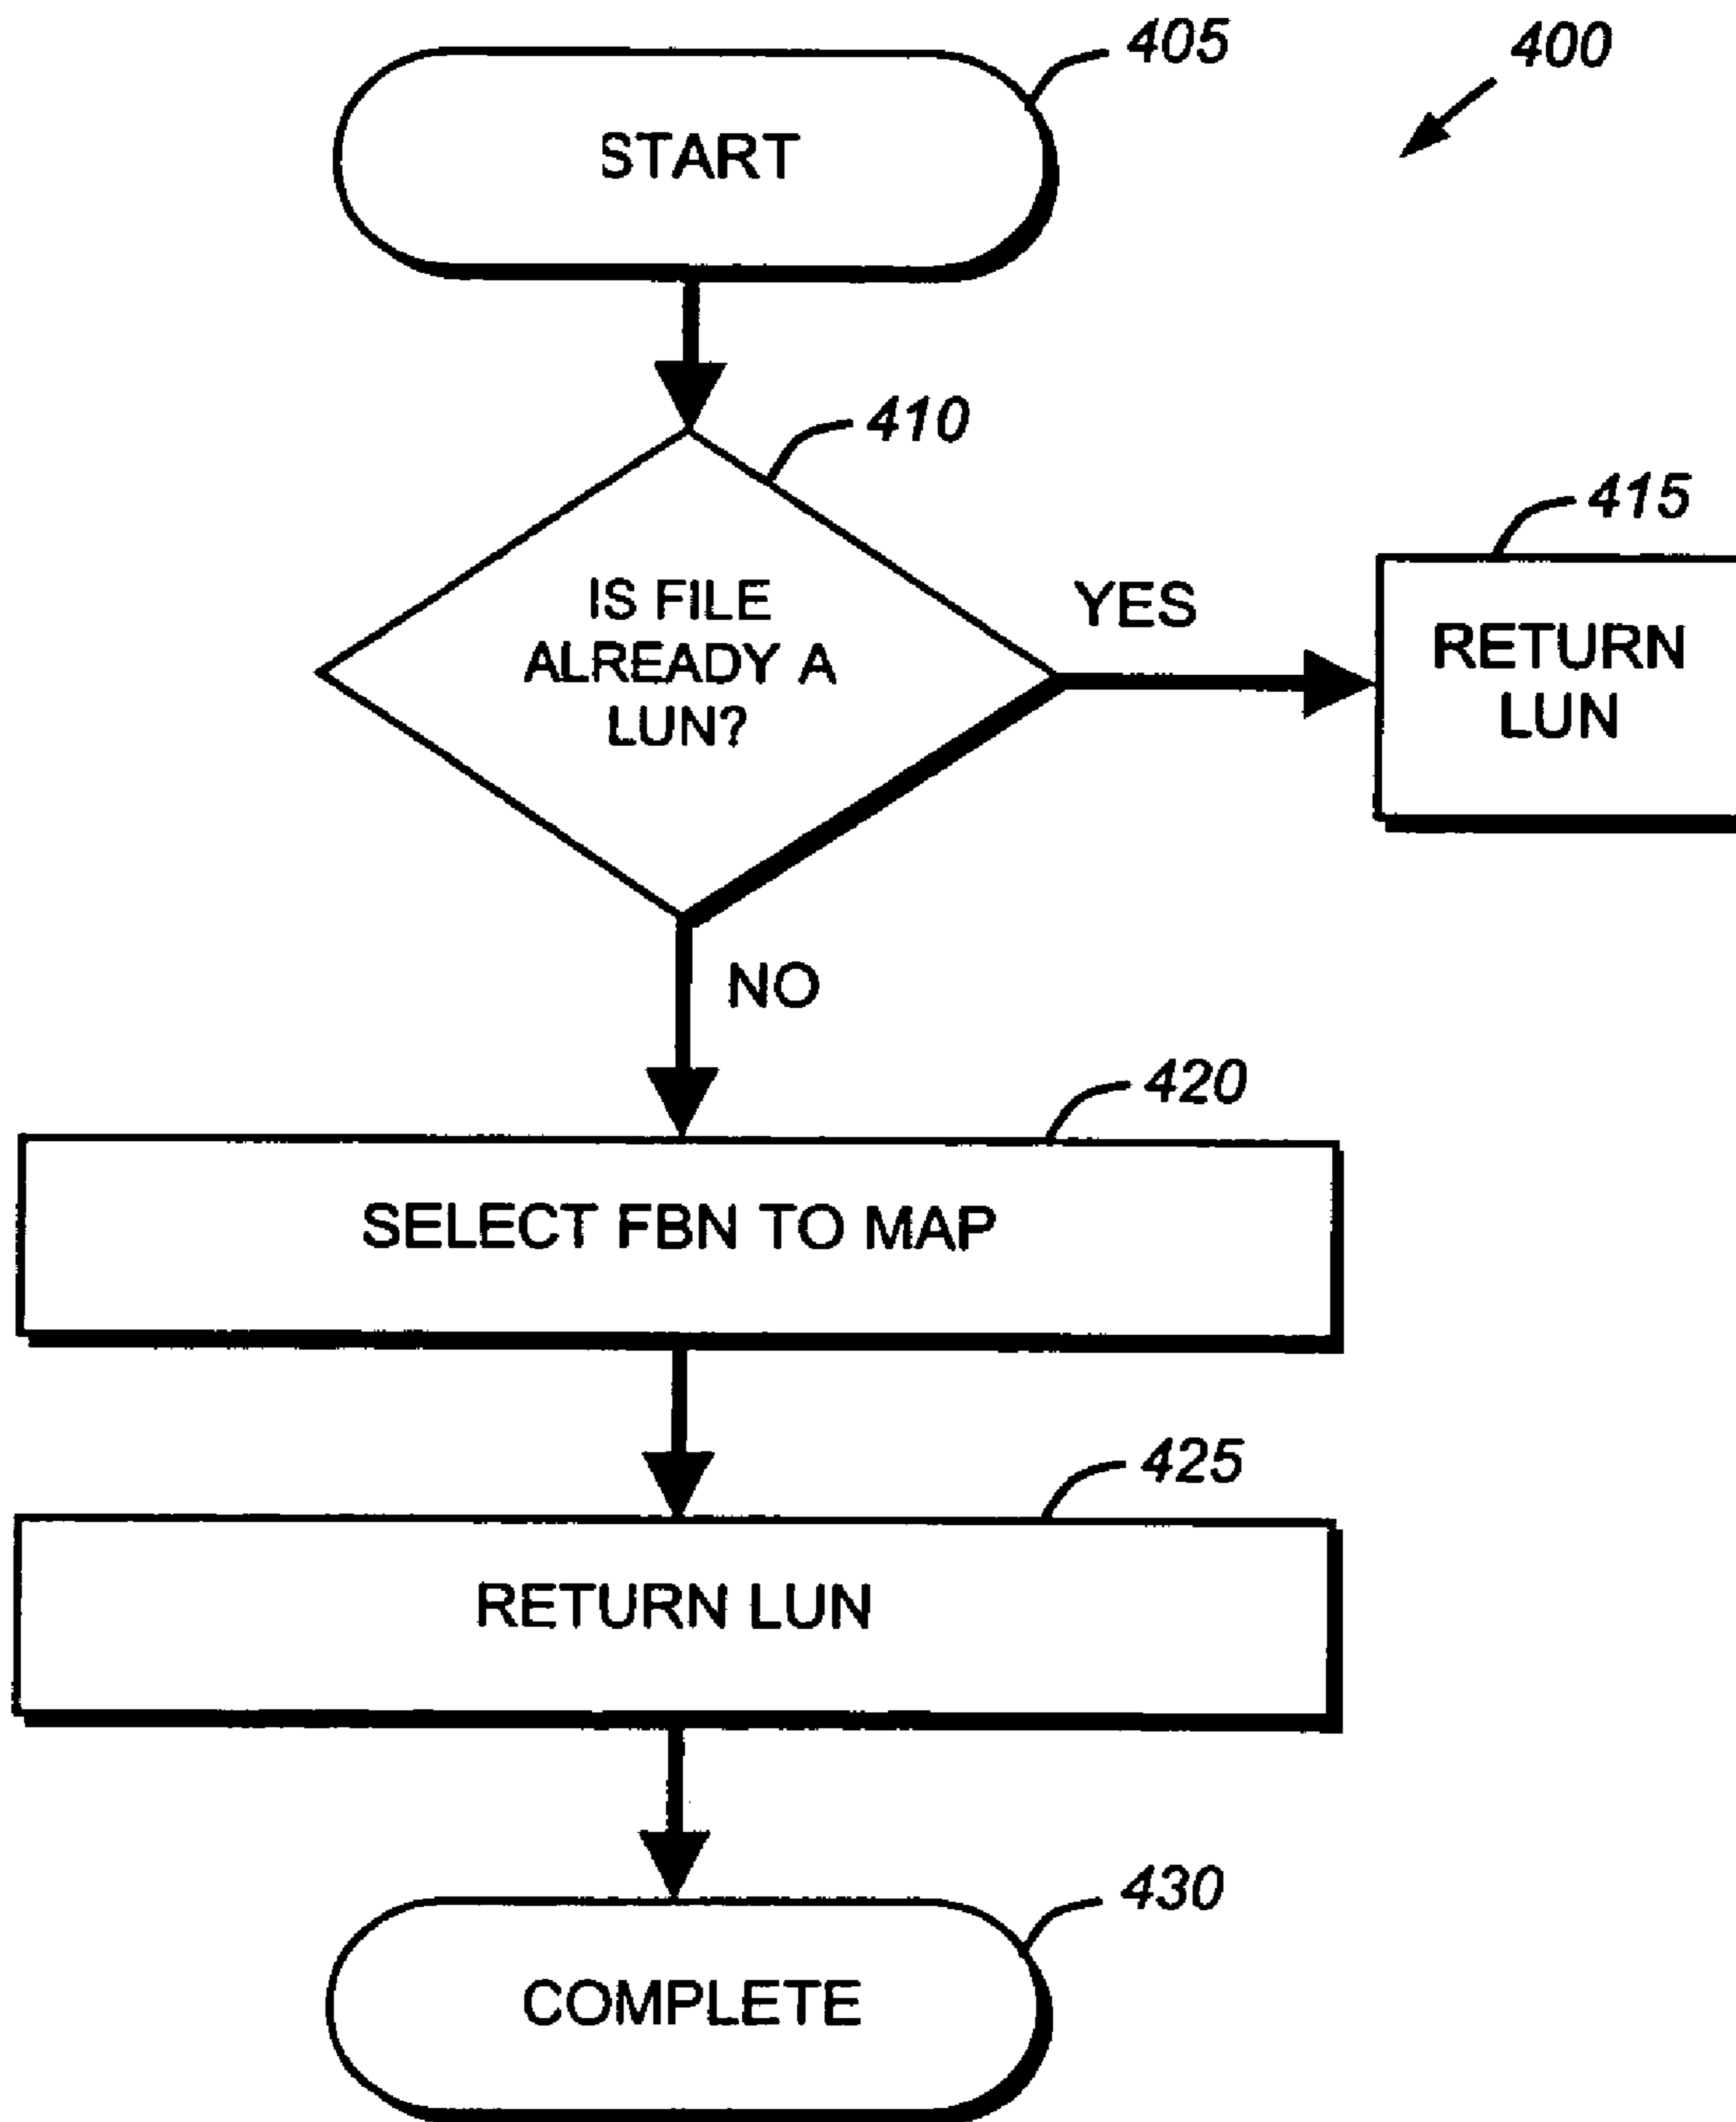 405
400
START
410
415
IS FILE
ALREADY A
LUN?
YES
RETURN
LUN
NO
420
SELECT FBN TO MAP
425
RETURN LUN
430
COMPLETE